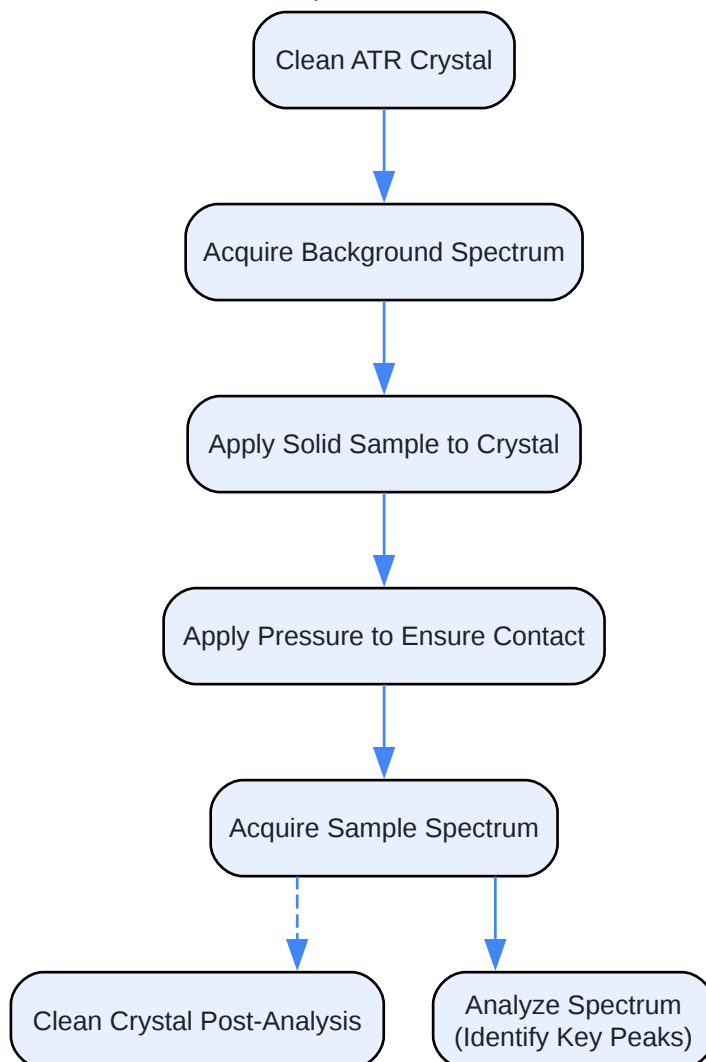 Clean ATR Crystal
Acquire Background Spectrum
Apply Solid Sample to Crystal
Apply Pressure to Ensure Contact
Acquire Sample Spectrum
Clean Crystal Post-Analysis
Analyze Spectrum
(Identify Key Peaks)